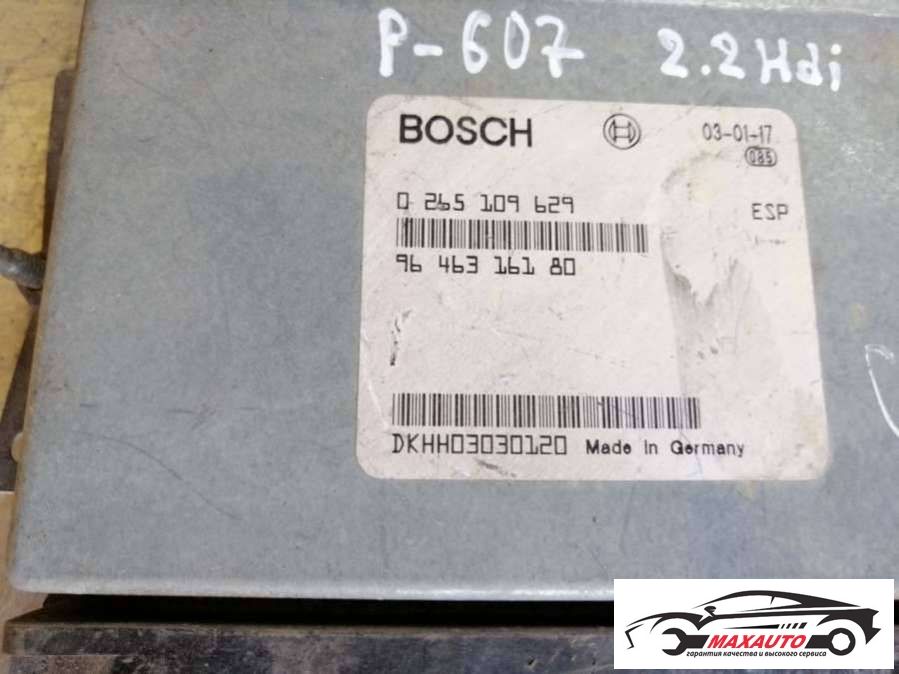 P-607 2.2Hdi
BOSCH 03-01-17
085
0 265 109 629 ESP
96 463 161 80
DKHH03030120 Made in Germany
MAXAUTO
гарантия качества и высокого сервиса